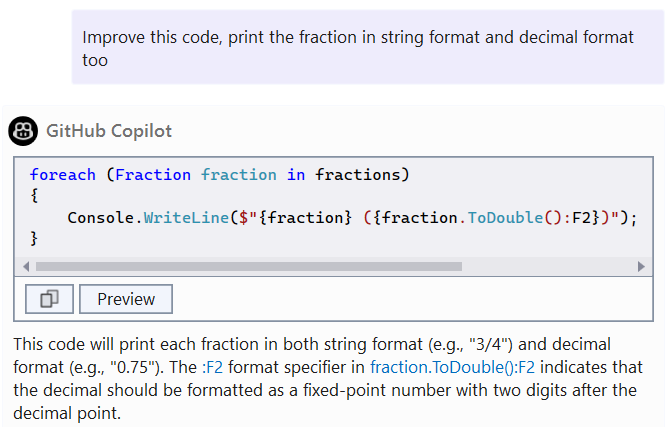 Improve this code, print the fraction in string format and decimal format
too
GitHub Copilot
foreach (Fraction fraction in fractions)
{
    Console.WriteLine($"{fraction} ({fraction.ToDouble():F2})");
}
Preview
This code will print each fraction in both string format (e.g., "3/4") and decimal
format (e.g., "0.75"). The :F2 format specifier in fraction.ToDouble():F2 indicates that
the decimal should be formatted as a fixed-point number with two digits after the
decimal point.